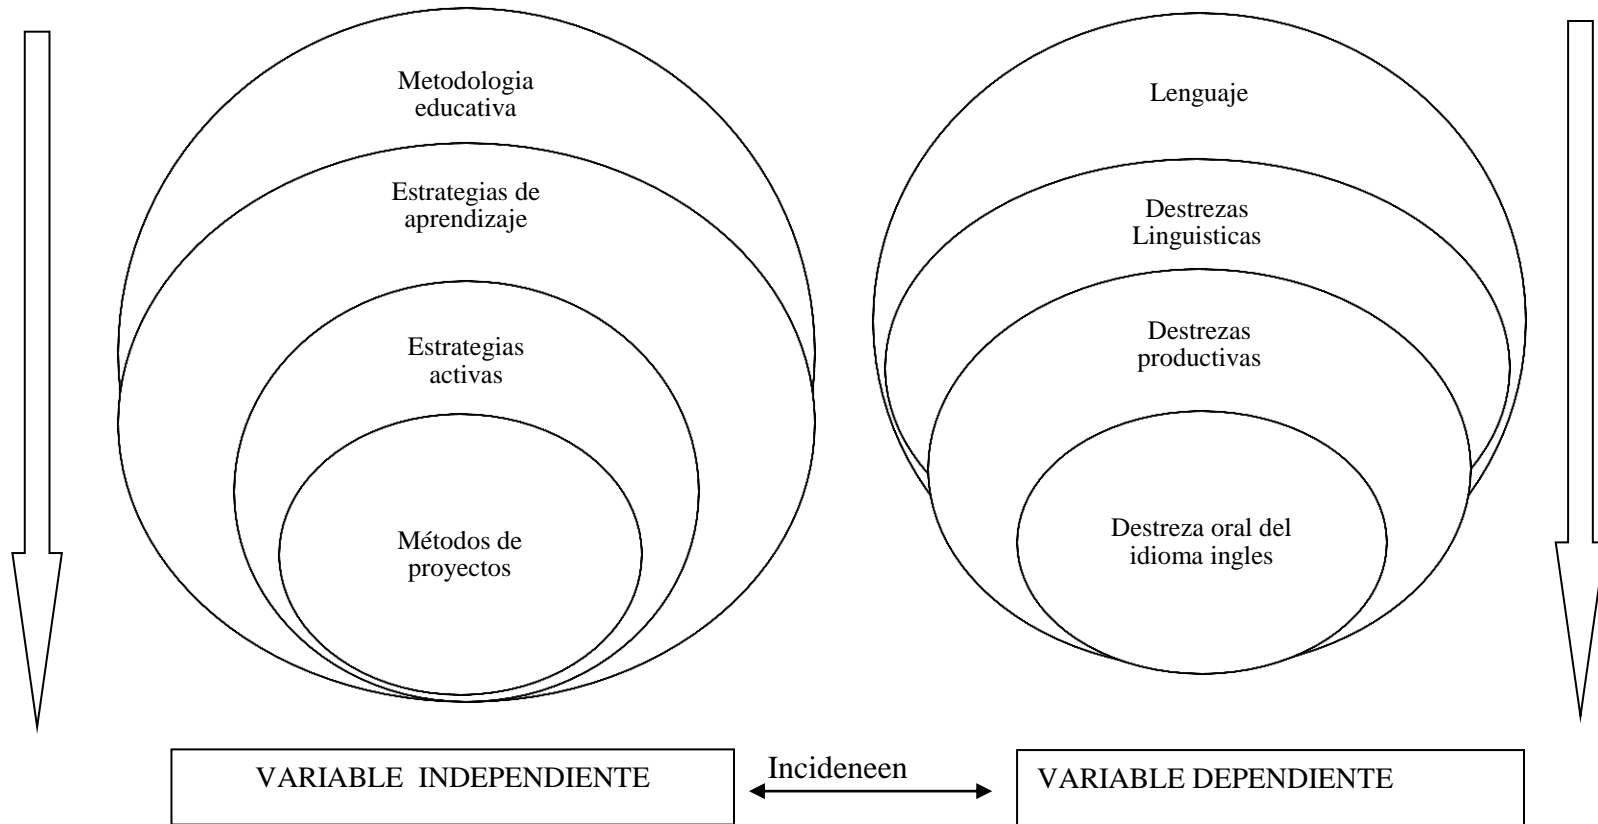 Metodologia
educativa
Estrategias de
aprendizaje
Estrategias
activas
Métodos de
proyectos
Lenguaje
Destrezas
Linguisticas
Destrezas
productivas
Destreza oral del
idioma ingles
VARIABLE INDEPENDIENTE
Incideneen
VARIABLE DEPENDIENTE